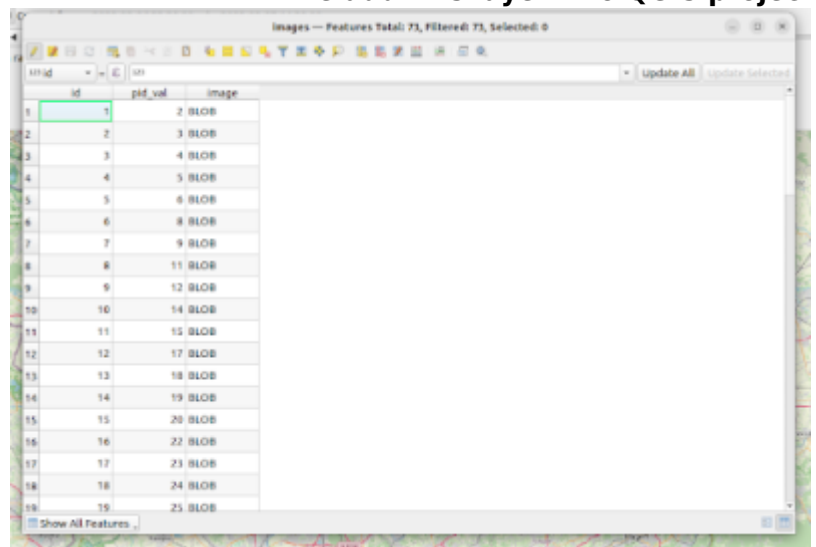 images — Features Total: 73, Filtered: 73, Selected: 0
123 id = ε 123 Update All Update Selected
id pid_val image
1 1 2 BLOB
2 2 3 BLOB
3 3 4 BLOB
4 4 5 BLOB
5 5 6 BLOB
6 6 8 BLOB
7 7 9 BLOB
8 8 11 BLOB
9 9 12 BLOB
10 10 14 BLOB
11 11 15 BLOB
12 12 17 BLOB
13 13 18 BLOB
14 14 19 BLOB
15 15 20 BLOB
16 16 22 BLOB
17 17 23 BLOB
18 18 24 BLOB
19 19 25 BLOB
Show All Features